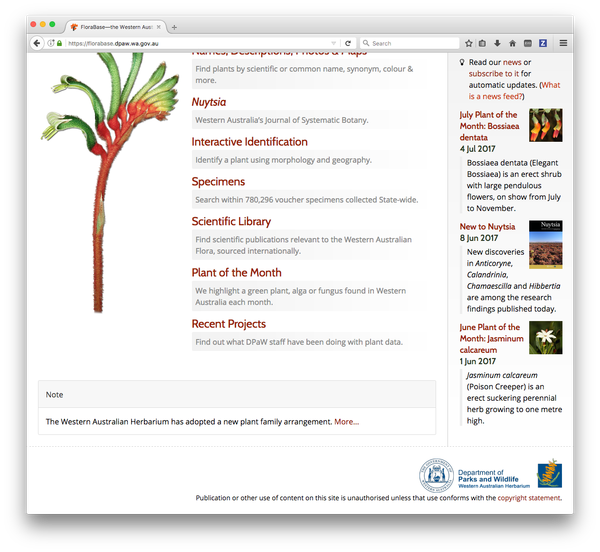 FloraBase—the Western Aust
https://florabase.dpaw.wa.gov.au
Search
Names, Descriptions, Photos & Maps
Find plants by scientific or common name, synonym, colour &
more.
Nuytsia
Western Australia's Journal of Systematic Botany.
Interactive Identification
Identify a plant using morphology and geography.
Specimens
Search within 780,296 voucher specimens collected State-wide.
Scientific Library
Find scientific publications relevant to the Western Australian
Flora, sourced internationally.
Plant of the Month
We highlight a green plant, alga or fungus found in Western
Australia each month.
Recent Projects
Find out what DPaW staff have been doing with plant data.
Note
The Western Australian Herbarium has adopted a new plant family arrangement. More...
Read our news or
subscribe to it for
automatic updates. (What
is a news feed?)
July Plant of the
Month: Bossiaea
dentata
4 Jul 2017
Bossiaea dentata (Elegant
Bossiaea) is an erect shrub
with large pendulous
flowers, on show from July
to November.
New to Nuytsia
8 Jun 2017
Nuytsia
New discoveries
in Anticoryne,
Calandrinia,
Chamaescilla and Hibbertia
are among the research
findings published today.
June Plant of the
Month: Jasminum
calcareum
1 Jun 2017
Jasminum calcareum
(Poison Creeper) is an
erect suckering perennial
herb growing to one metre
high.
Department of
Parks and Wildlife
Western Australian Herbarium
Publication or other use of content on this site is unauthorised unless that use conforms with the copyright statement.